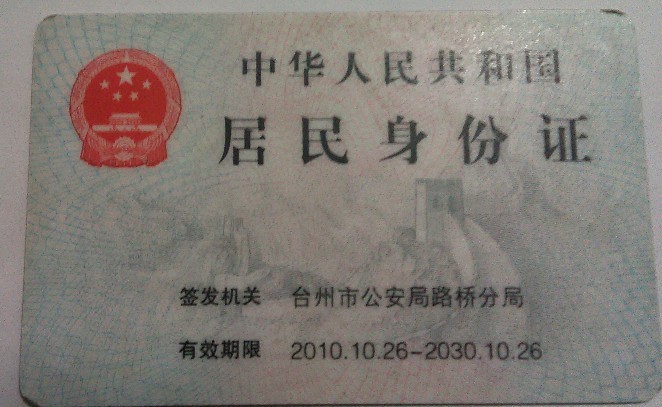 中华人民共和国
居民身份证
签发机关 台州市公安局路桥分局
有效期限 2010.10.26-2030.10.26